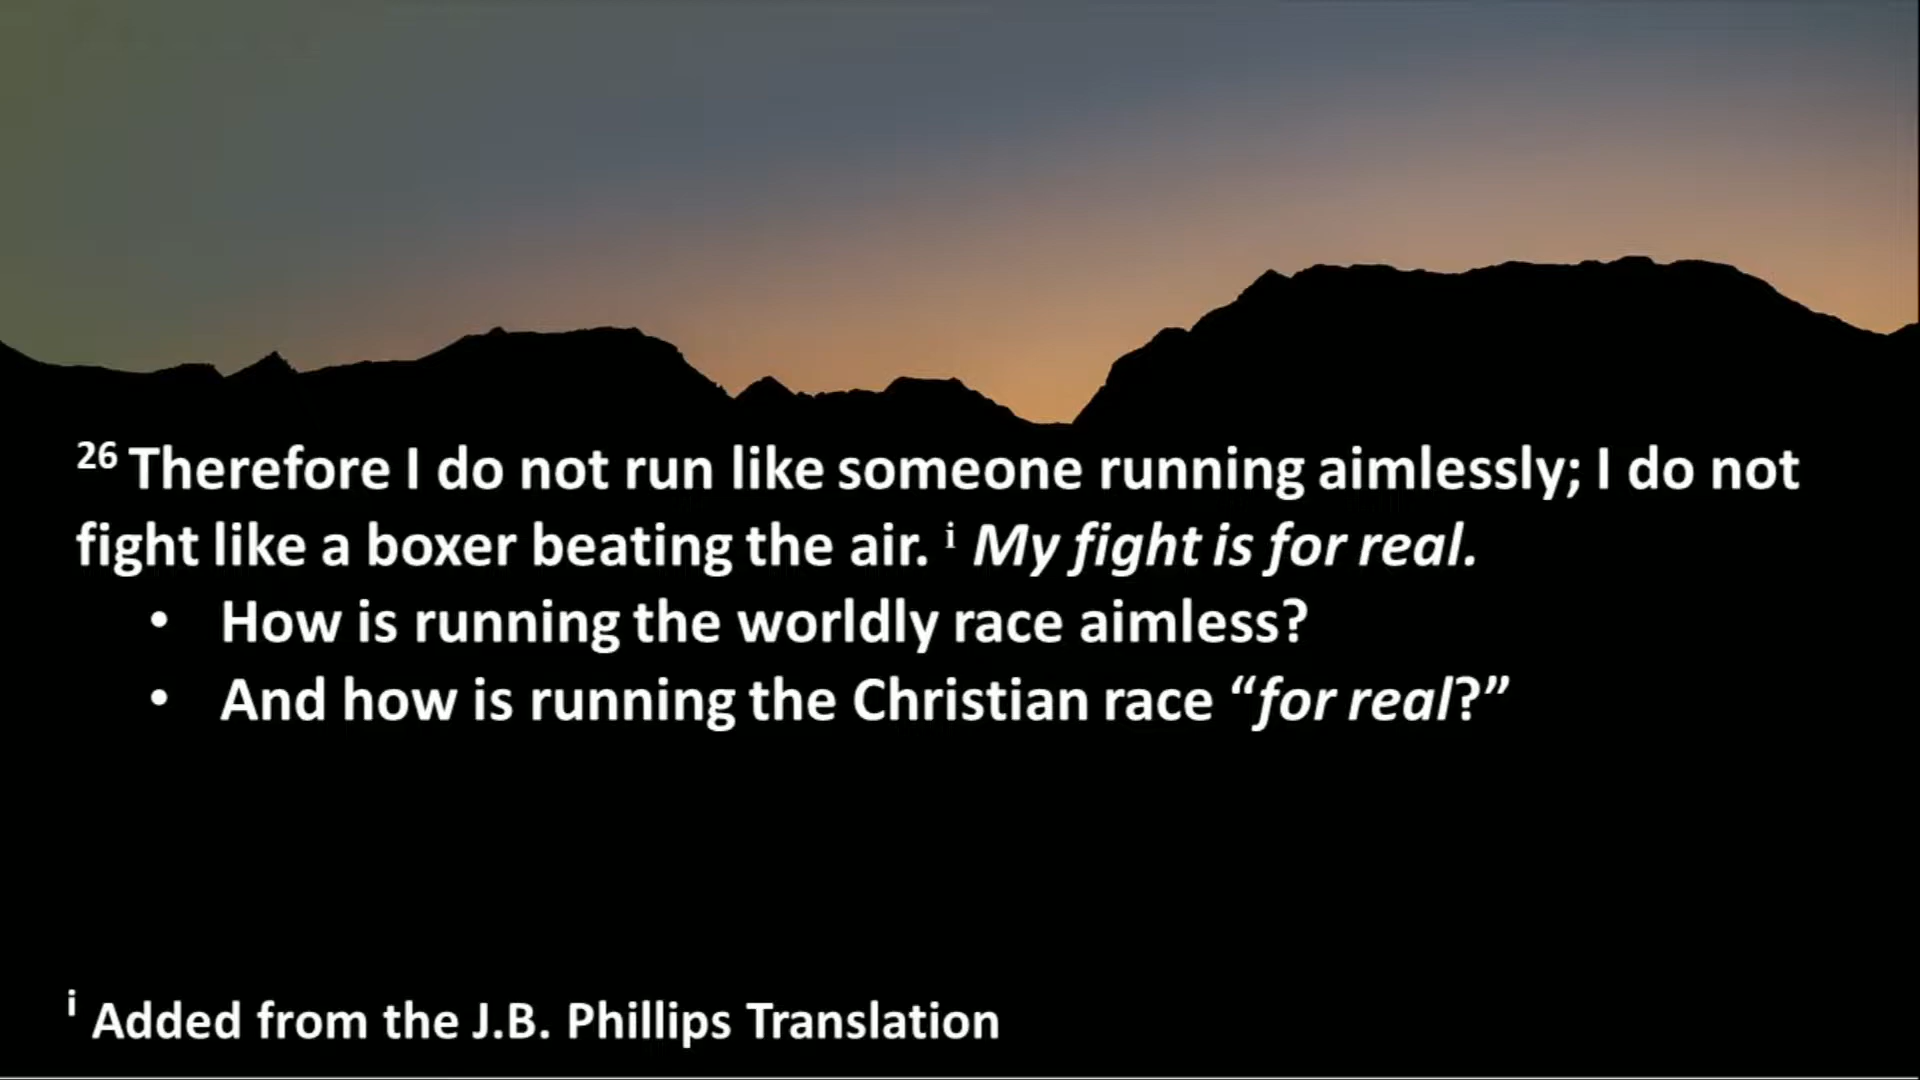 26 Therefore I do not run like someone running aimlessly; I do not
fight like a boxer beating the air. i My fight is for real.
• How is running the worldly race aimless?
• And how is running the Christian race “for real?”
i Added from the J.B. Phillips Translation